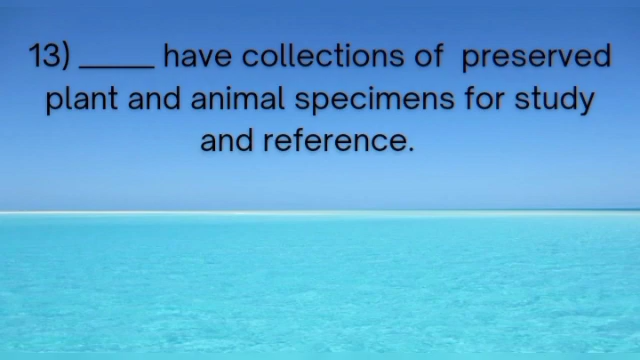 13) _____ have collections of  preserved
plant and animal specimens for study
and reference.